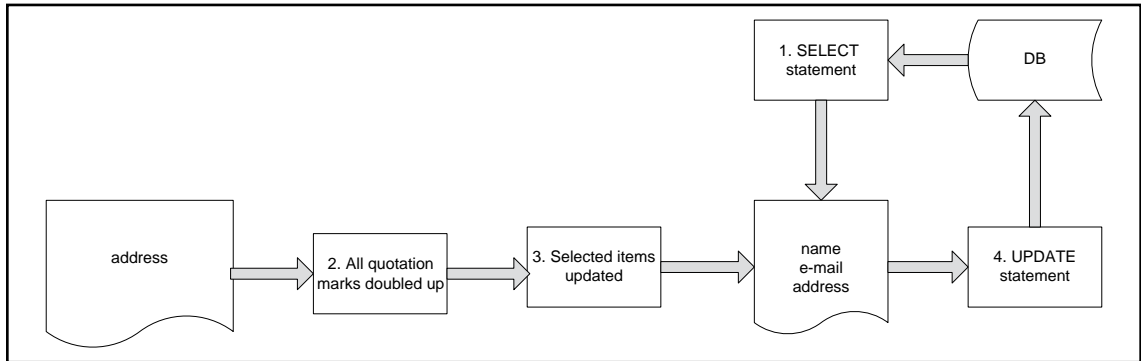 1. SELECT
statement
DB
address
2. All quotation
marks doubled up
3. Selected items
updated
name
e-mail
address
4. UPDATE
statement